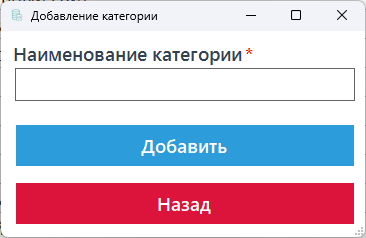 Добавление категории
Наименование категории *
Добавить
Назад